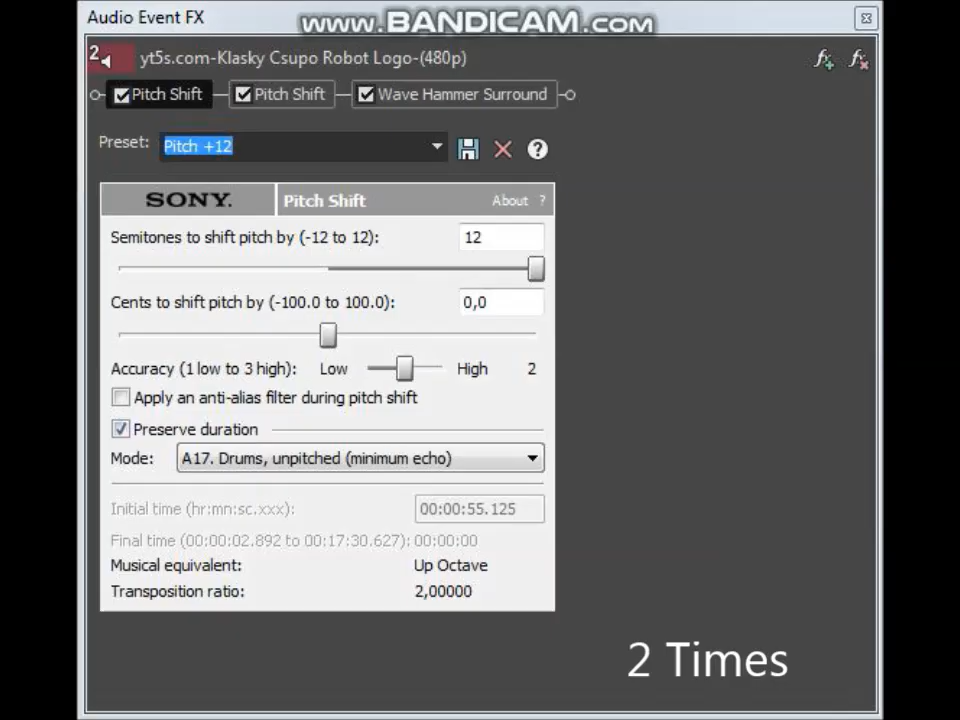 Audio Event FX
www.BANDICAM.com
2
yt5s.com-Klasky Csupo Robot Logo-(480p)
Pitch Shift
Pitch Shift
Wave Hammer Surround
Preset:
Pitch +12
SONY.
Pitch Shift
About ?
Semitones to shift pitch by (-12 to 12):
12
Cents to shift pitch by (-100.0 to 100.0):
0,0
Accuracy (1 low to 3 high):
Low
High
2
Apply an anti-alias filter during pitch shift
Preserve duration
Mode:
A17. Drums, unpitched (minimum echo)
Initial time (hr:mn:sc.xxx):
00:00:55.125
Final time (00:00:02.892 to 00:17:30.627): 00:00:00
Musical equivalent:
Up Octave
Transposition ratio:
2,00000
2 Times